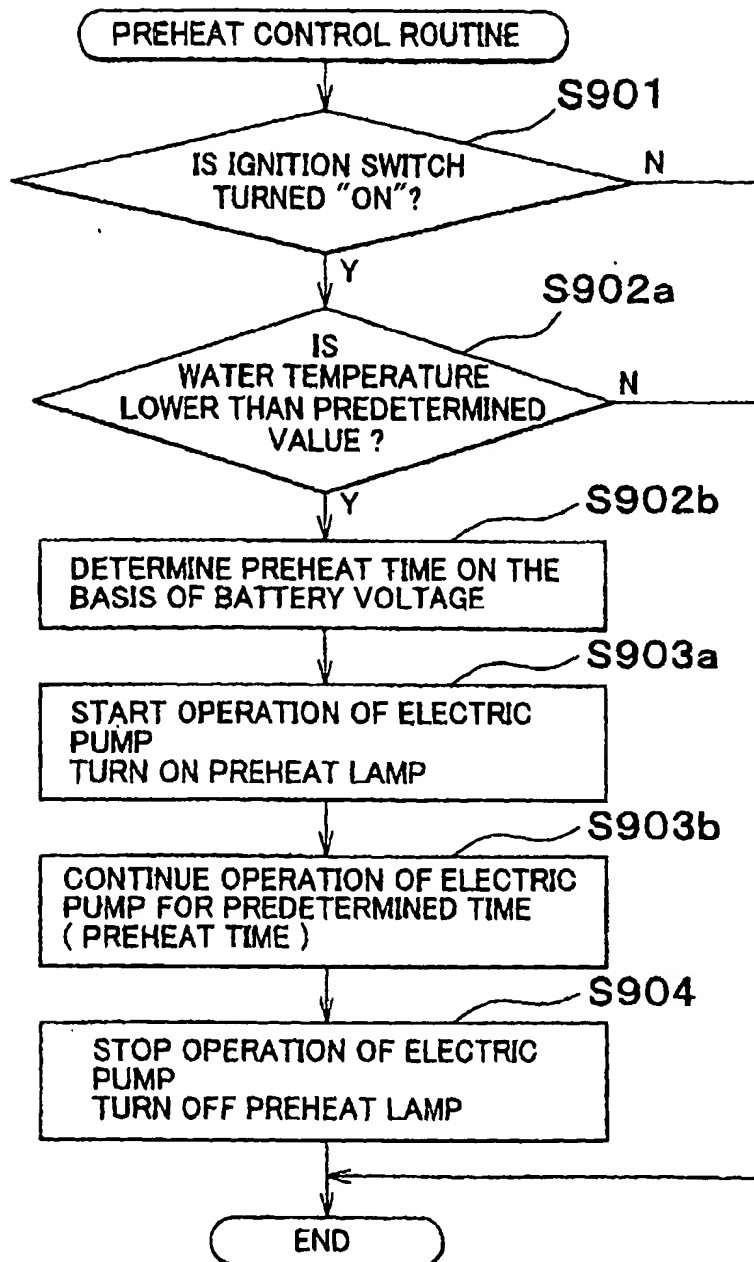 PREHEAT CONTROL ROUTINE
S901
IS IGNITION SWITCH
TURNED "ON"?
N
Y
S902a
IS
WATER TEMPERATURE
LOWER THAN PREDETERMINED
VALUE ?
N
Y
S902b
DETERMINE PREHEAT TIME ON THE
BASIS OF BATTERY VOLTAGE
S903a
START OPERATION OF ELECTRIC
PUMP
TURN ON PREHEAT LAMP
S903b
CONTINUE OPERATION OF ELECTRIC
PUMP FOR PREDETERMINED TIME
( PREHEAT TIME )
S904
STOP OPERATION OF ELECTRIC
PUMP
TURN OFF PREHEAT LAMP
END